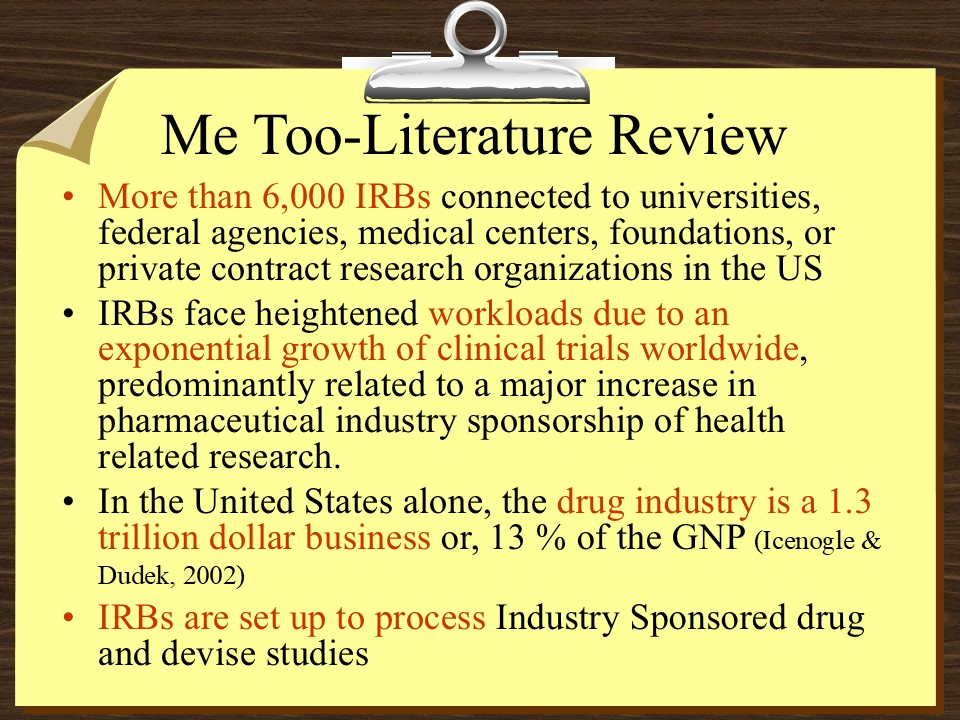 Me Too-Literature Review
• More than 6,000 IRBs connected to universities,
federal agencies, medical centers, foundations, or
private contract research organizations in the US
• IRBs face heightened workloads due to an
exponential growth of clinical trials worldwide,
predominantly related to a major increase in
pharmaceutical industry sponsorship of health
related research.
• In the United States alone, the drug industry is a 1.3
trillion dollar business or, 13 % of the GNP (Icenogle &
Dudek, 2002)
• IRBs are set up to process Industry Sponsored drug
and devise studies